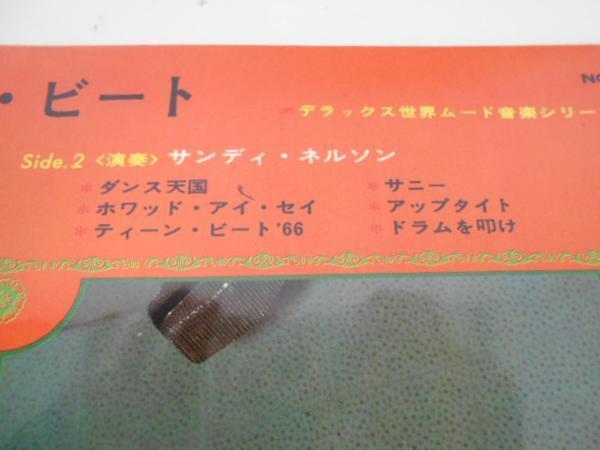 ・ビート
NO
デラックス世界ムード音楽シリー
Side.2 <演奏> サンディ・ネルソン
*ダンス天国
*ホワッド・アイ・セイ
*ティーン・ビート'66
*サニー
*アップタイト
*ドラムを叩け